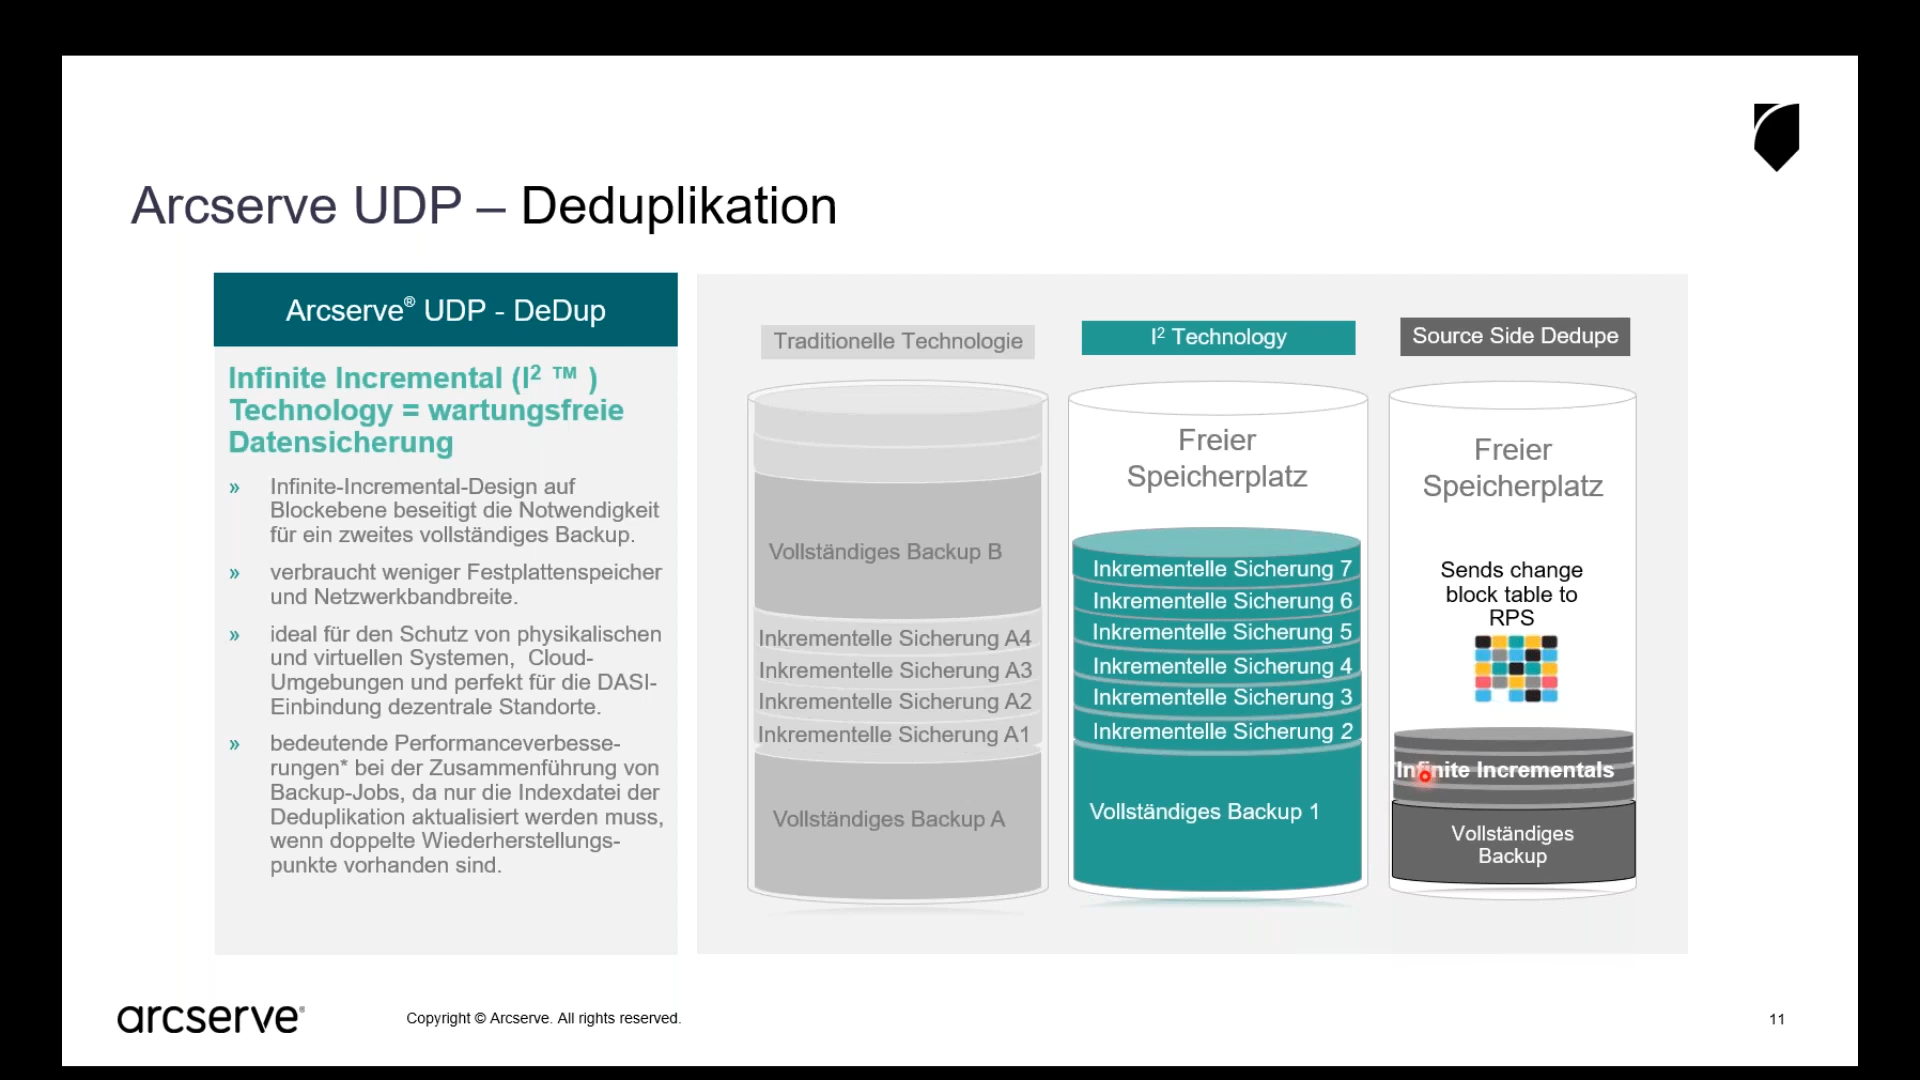 Arcserve UDP – Deduplikation
Arcserve® UDP - DeDup
Infinite Incremental (I² ™ )
Technology = wartungsfreie
Datensicherung
» Infinite-Incremental-Design auf
Blockebene beseitigt die Notwendigkeit
für ein zweites vollständiges Backup.
» verbraucht weniger Festplattenspeicher
und Netzwerkbandbreite.
» ideal für den Schutz von physikalischen
und virtuellen Systemen, Cloud-
Umgebungen und perfekt für die DASI-
Einbindung dezentrale Standorte.
» bedeutende Performanceverbesse-
rungen* bei der Zusammenführung von
Backup-Jobs, da nur die Indexdatei der
Deduplikation aktualisiert werden muss,
wenn doppelte Wiederherstellungs-
punkte vorhanden sind.
Traditionelle Technologie
Vollständiges Backup B
Inkrementelle Sicherung A4
Inkrementelle Sicherung A3
Inkrementelle Sicherung A2
Inkrementelle Sicherung A1
Vollständiges Backup A
I² Technology
Freier
Speicherplatz
Inkrementelle Sicherung 7
Inkrementelle Sicherung 6
Inkrementelle Sicherung 5
Inkrementelle Sicherung 4
Inkrementelle Sicherung 3
Inkrementelle Sicherung 2
Vollständiges Backup 1
Source Side Dedupe
Freier
Speicherplatz
Sends change
block table to
RPS
Infinite Incrementals
Vollständiges
Backup
arcserve®
Copyright © Arcserve. All rights reserved.
11